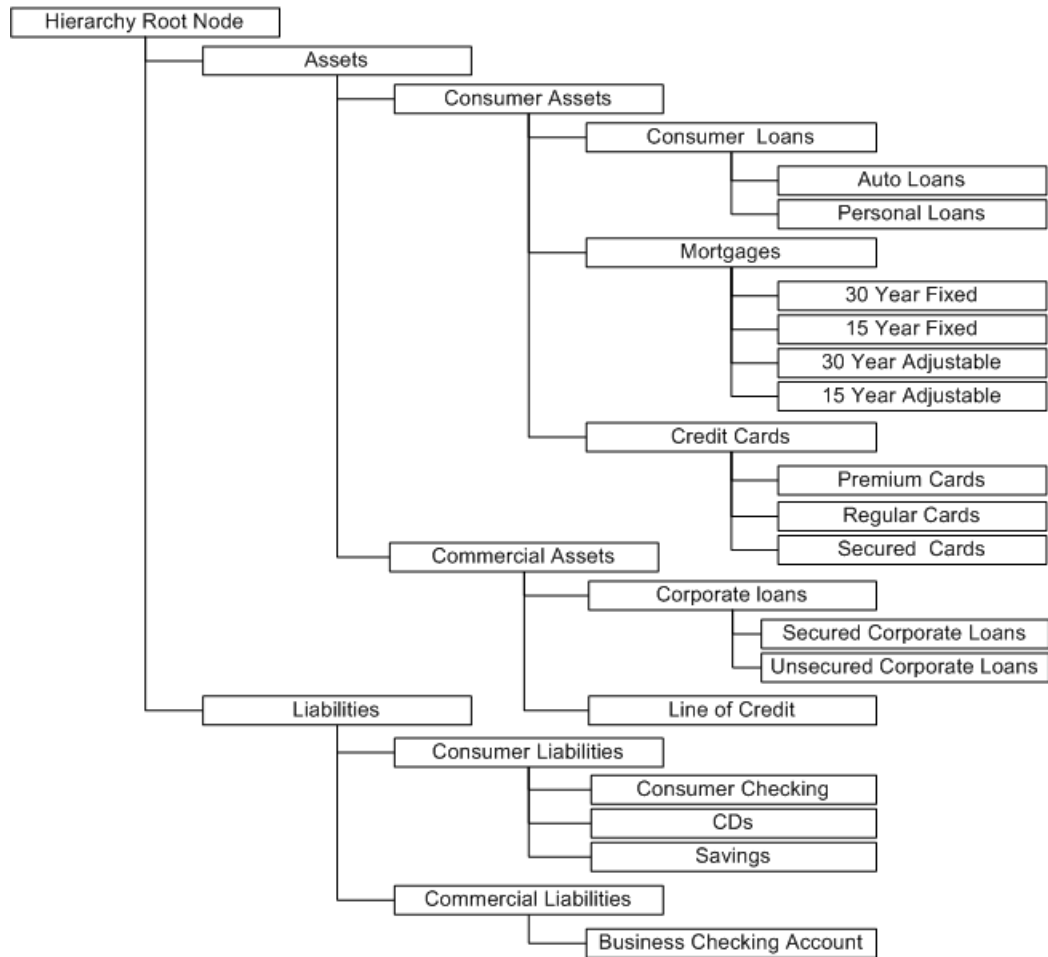 Hierarchy Root Node
Assets
Consumer Assets
Consumer Loans
Auto Loans
Personal Loans
Mortgages
30 Year Fixed
15 Year Fixed
30 Year Adjustable
15 Year Adjustable
Credit Cards
Premium Cards
Regular Cards
Secured Cards
Commercial Assets
Corporate loans
Secured Corporate Loans
Unsecured Corporate Loans
Line of Credit
Liabilities
Consumer Liabilities
Consumer Checking
CDs
Savings
Commercial Liabilities
Business Checking Account